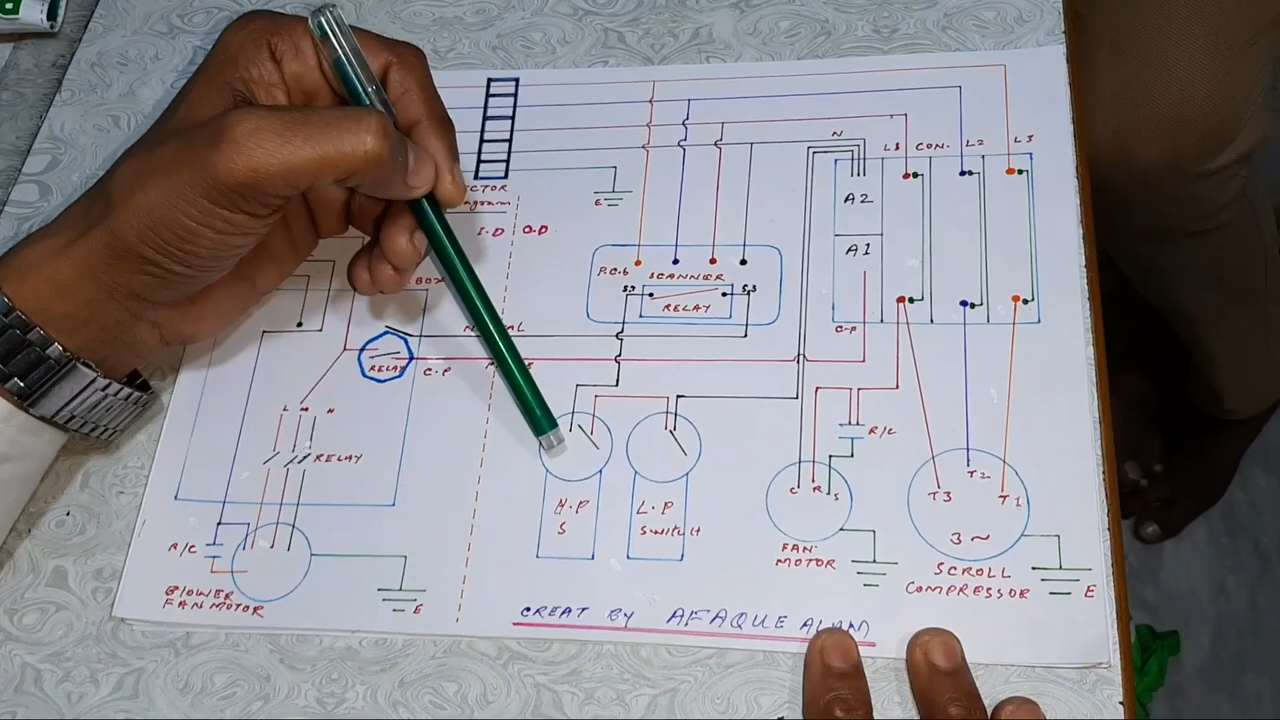 N
L1 CON. L2 L3
A2
E
I.D O.D
P.C.b SCANNER
A1
RELAY
C.P
RELAY C.P
L M N
RELAY
R/C
C R S
T3 T2 T1
H.P
S
L.P
Switch
3~
R/C
FAN
MOTOR
SCROLL
COMPRESSOR
E
BLOWER
FAN MOTOR
E
CREAT BY AFAQUE ALAM